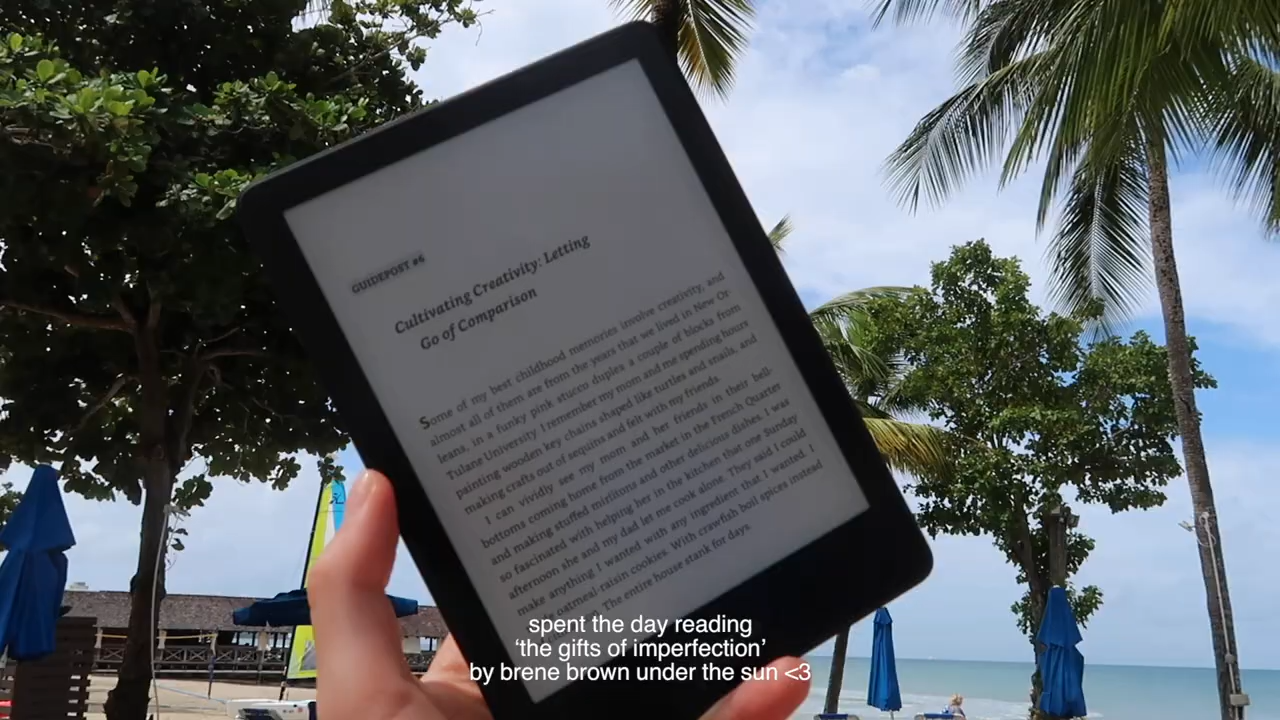 GUIDEPOST #6
Cultivating Creativity: Letting
Go of Comparison
Some of my best childhood memories involve creativity, and
almost all of them are from the years that we lived in New Or-
leans, in a funky pink stucco duplex a couple of blocks from
Tulane University. I remember my mom and me spending hours
painting wooden key chains shaped like turtles and snails, and
making crafts out of sequins and felt with my friends.
I can vividly see my mom and her friends in their bell-
bottoms coming home from the market in the French Quarter
and making stuffed mirlitons and other delicious dishes. I was
so fascinated with helping her in the kitchen that one Sunday
afternoon she and my dad let me cook alone. They said I could
make anything I wanted with any ingredient that I wanted. I
oatmeal-raisin cookies. With crawfish boil spices instead
The entire house stank for days.
spent the day reading
‘the gifts of imperfection’
by brene brown under the sun <3